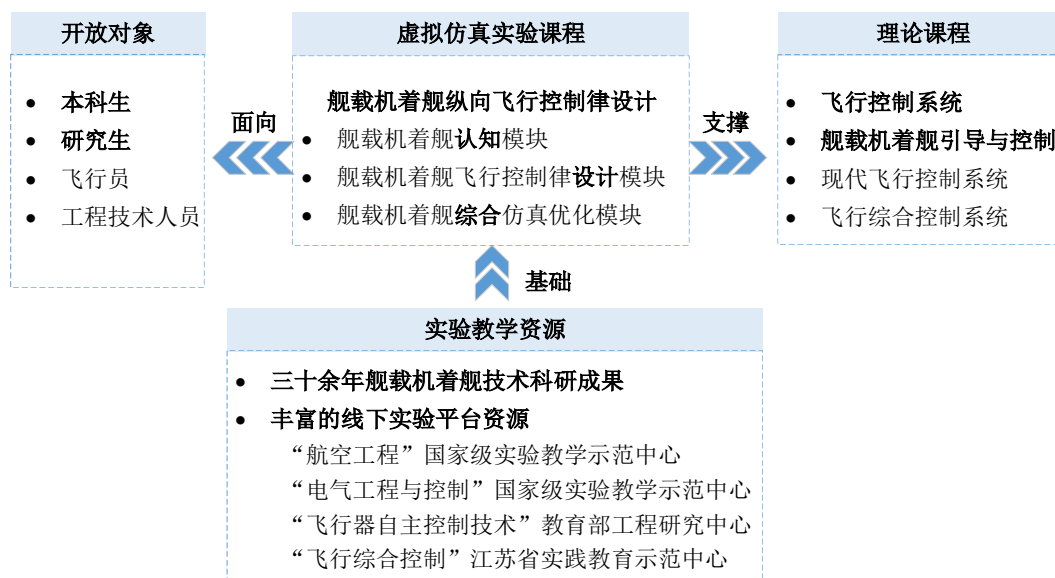 开放对象
• 本科生
• 研究生
• 飞行员
• 工程技术人员
面向
虚拟仿真实验课程
舰载机着舰纵向飞行控制律设计
• 舰载机着舰认知模块
• 舰载机着舰飞行控制律设计模块
• 舰载机着舰综合仿真优化模块
支撑
理论课程
• 飞行控制系统
• 舰载机着舰引导与控制
• 现代飞行控制系统
• 飞行综合控制系统
基础
实验教学资源
• 三十余年舰载机着舰技术科研成果
• 丰富的线下实验平台资源
“航空工程”国家级实验教学示范中心
“电气工程与控制”国家级实验教学示范中心
“飞行器自主控制技术”教育部工程研究中心
“飞行综合控制”江苏省实践教育示范中心